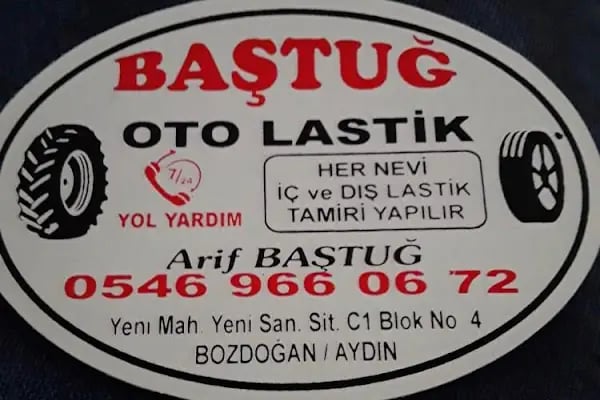 BAŞTUĞ
OTO LASTİK
7/24
YOL YARDIM
HER NEVİ
İÇ ve DIŞ LASTİK
TAMİRİ YAPILIR
Arif BAŞTUĞ
0546 966 06 72
Yenı Mah. Yeni San. Sit. C1 Blok No 4
BOZDOĞAN / AYDIN